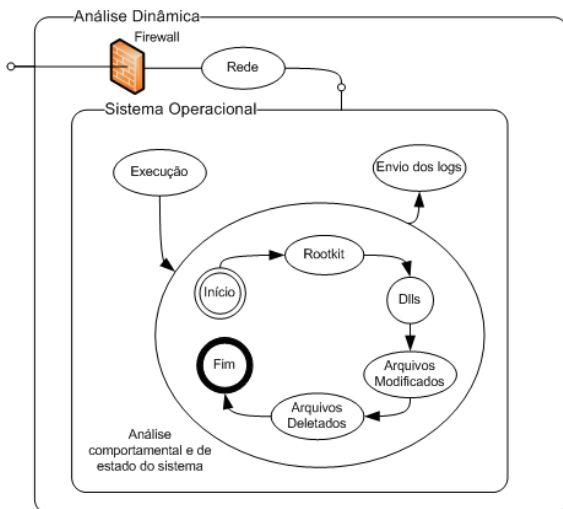 Análise Dinâmica
Firewall
Rede
Sistema Operacional
Execução
Envio dos logs
Rootkit
Início
Dlls
Fim
Arquivos
Modificados
Arquivos
Deletados
Análise
comportamental e de
estado do sistema